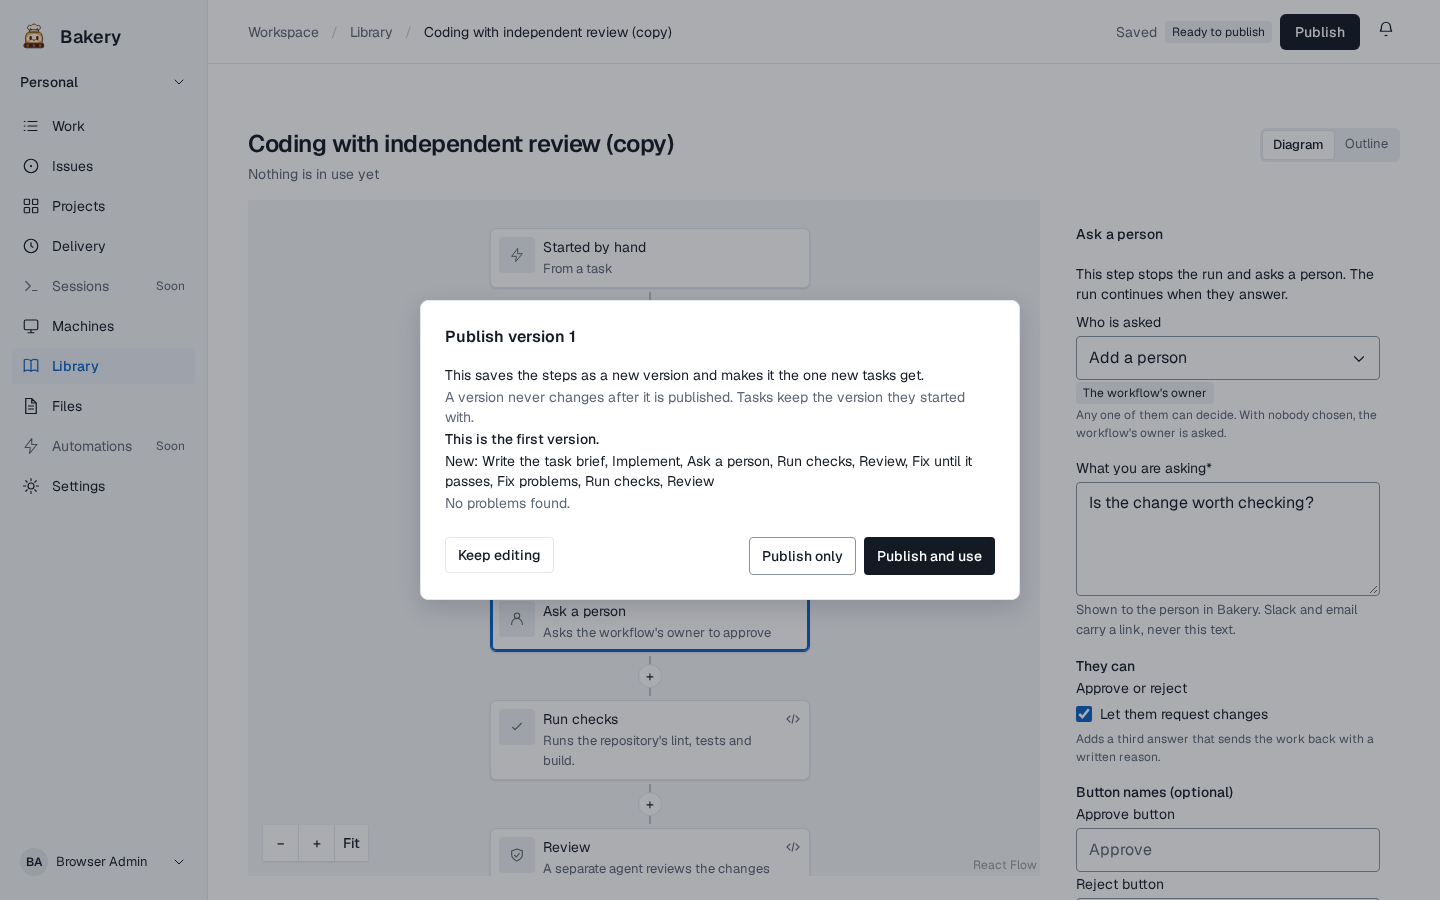 Bakery
Workspace / Library / Coding with independent review (copy)
Saved
Ready to publish
Publish
Personal
Work
Issues
Projects
Delivery
Sessions Soon
Machines
Library
Files
Automations Soon
Settings
BA Browser Admin
Coding with independent review (copy)
Nothing is in use yet
Diagram
Outline
Started by hand
From a task
Publish version 1
This saves the steps as a new version and makes it the one new tasks get.
A version never changes after it is published. Tasks keep the version they started
with.
This is the first version.
New: Write the task brief, Implement, Ask a person, Run checks, Review, Fix until it
passes, Fix problems, Run checks, Review
No problems found.
Keep editing
Publish only
Publish and use
Ask a person
Asks the workflow's owner to approve
+
Run checks
Runs the repository's lint, tests and
build.
+
Review
A separate agent reviews the changes
− + Fit
React Flow
Ask a person
This step stops the run and asks a person. The
run continues when they answer.
Who is asked
Add a person
The workflow's owner
Any one of them can decide. With nobody chosen, the
workflow's owner is asked.
What you are asking*
Is the change worth checking?
Shown to the person in Bakery. Slack and email
carry a link, never this text.
They can
Approve or reject
Let them request changes
Adds a third answer that sends the work back with a
written reason.
Button names (optional)
Approve button
Approve
Reject button